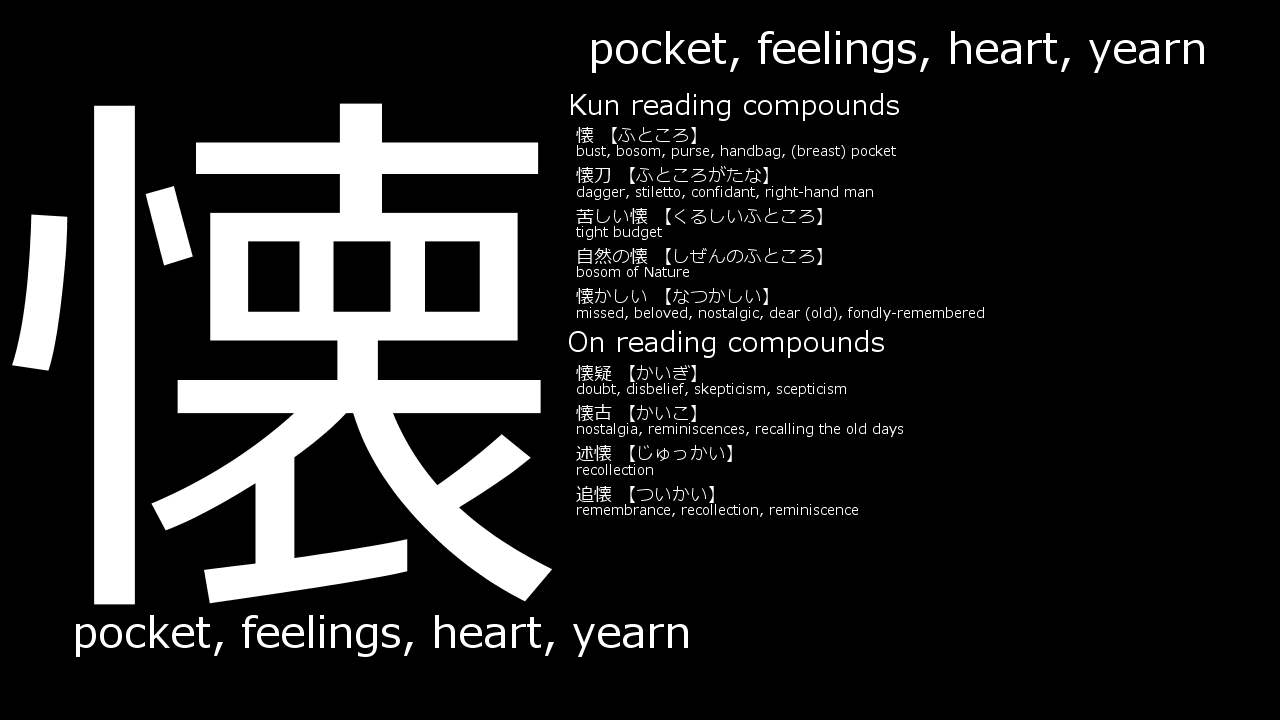 懐
pocket, feelings, heart, yearn
pocket, feelings, heart, yearn
Kun reading compounds
懐 【ふところ】
bust, bosom, purse, handbag, (breast) pocket
懐刀 【ふところがたな】
dagger, stiletto, confidant, right-hand man
苦しい懐 【くるしいふところ】
tight budget
自然の懐 【しぜんのふところ】
bosom of Nature
懐かしい 【なつかしい】
missed, beloved, nostalgic, dear (old), fondly-remembered
On reading compounds
懐疑 【かいぎ】
doubt, disbelief, skepticism, scepticism
懐古 【かいこ】
nostalgia, reminiscences, recalling the old days
述懐 【じゅっかい】
recollection
追懐 【ついかい】
remembrance, recollection, reminiscence